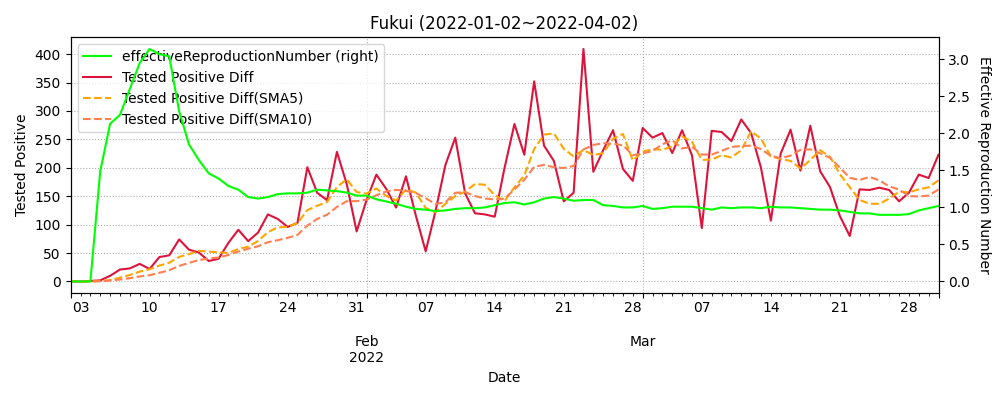 Fukui (2022-01-02~2022-04-02)
effectiveReproductionNumber (right)
Tested Positive Diff
Tested Positive Diff(SMA5)
Tested Positive Diff(SMA10)
Tested Positive
400
350
300
250
200
150
100
50
0
3.0
2.5
2.0
1.5
1.0
0.5
0.0
Effective Reproduction Number
03 10 17 24 31 07 14 21 28 07 14 21 28
Feb Mar
2022
Date